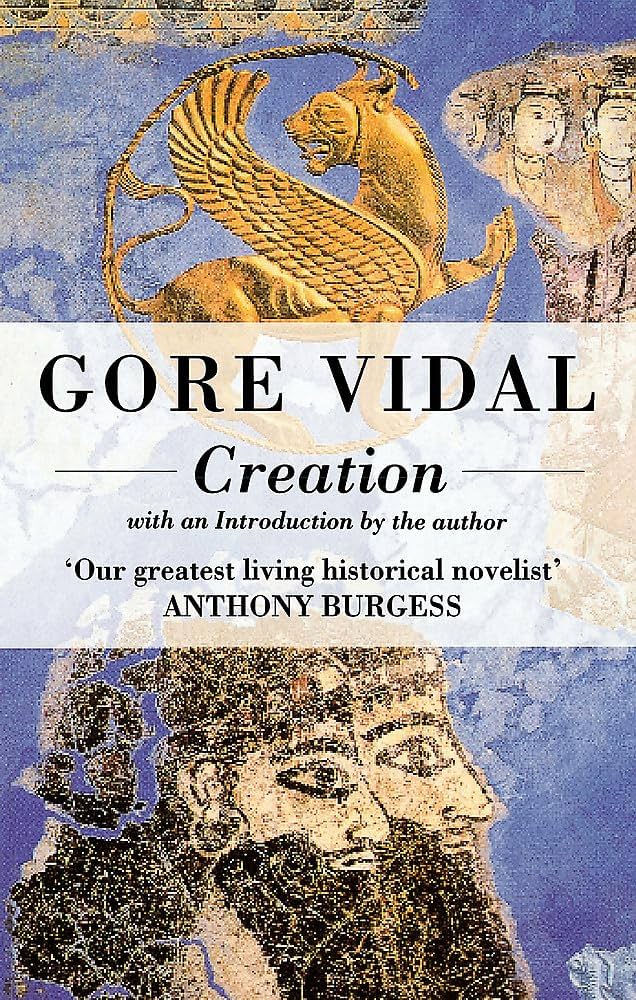 GORE VIDAL
Creation
with an Introduction by the author
‘Our greatest living historical novelist’
ANTHONY BURGESS